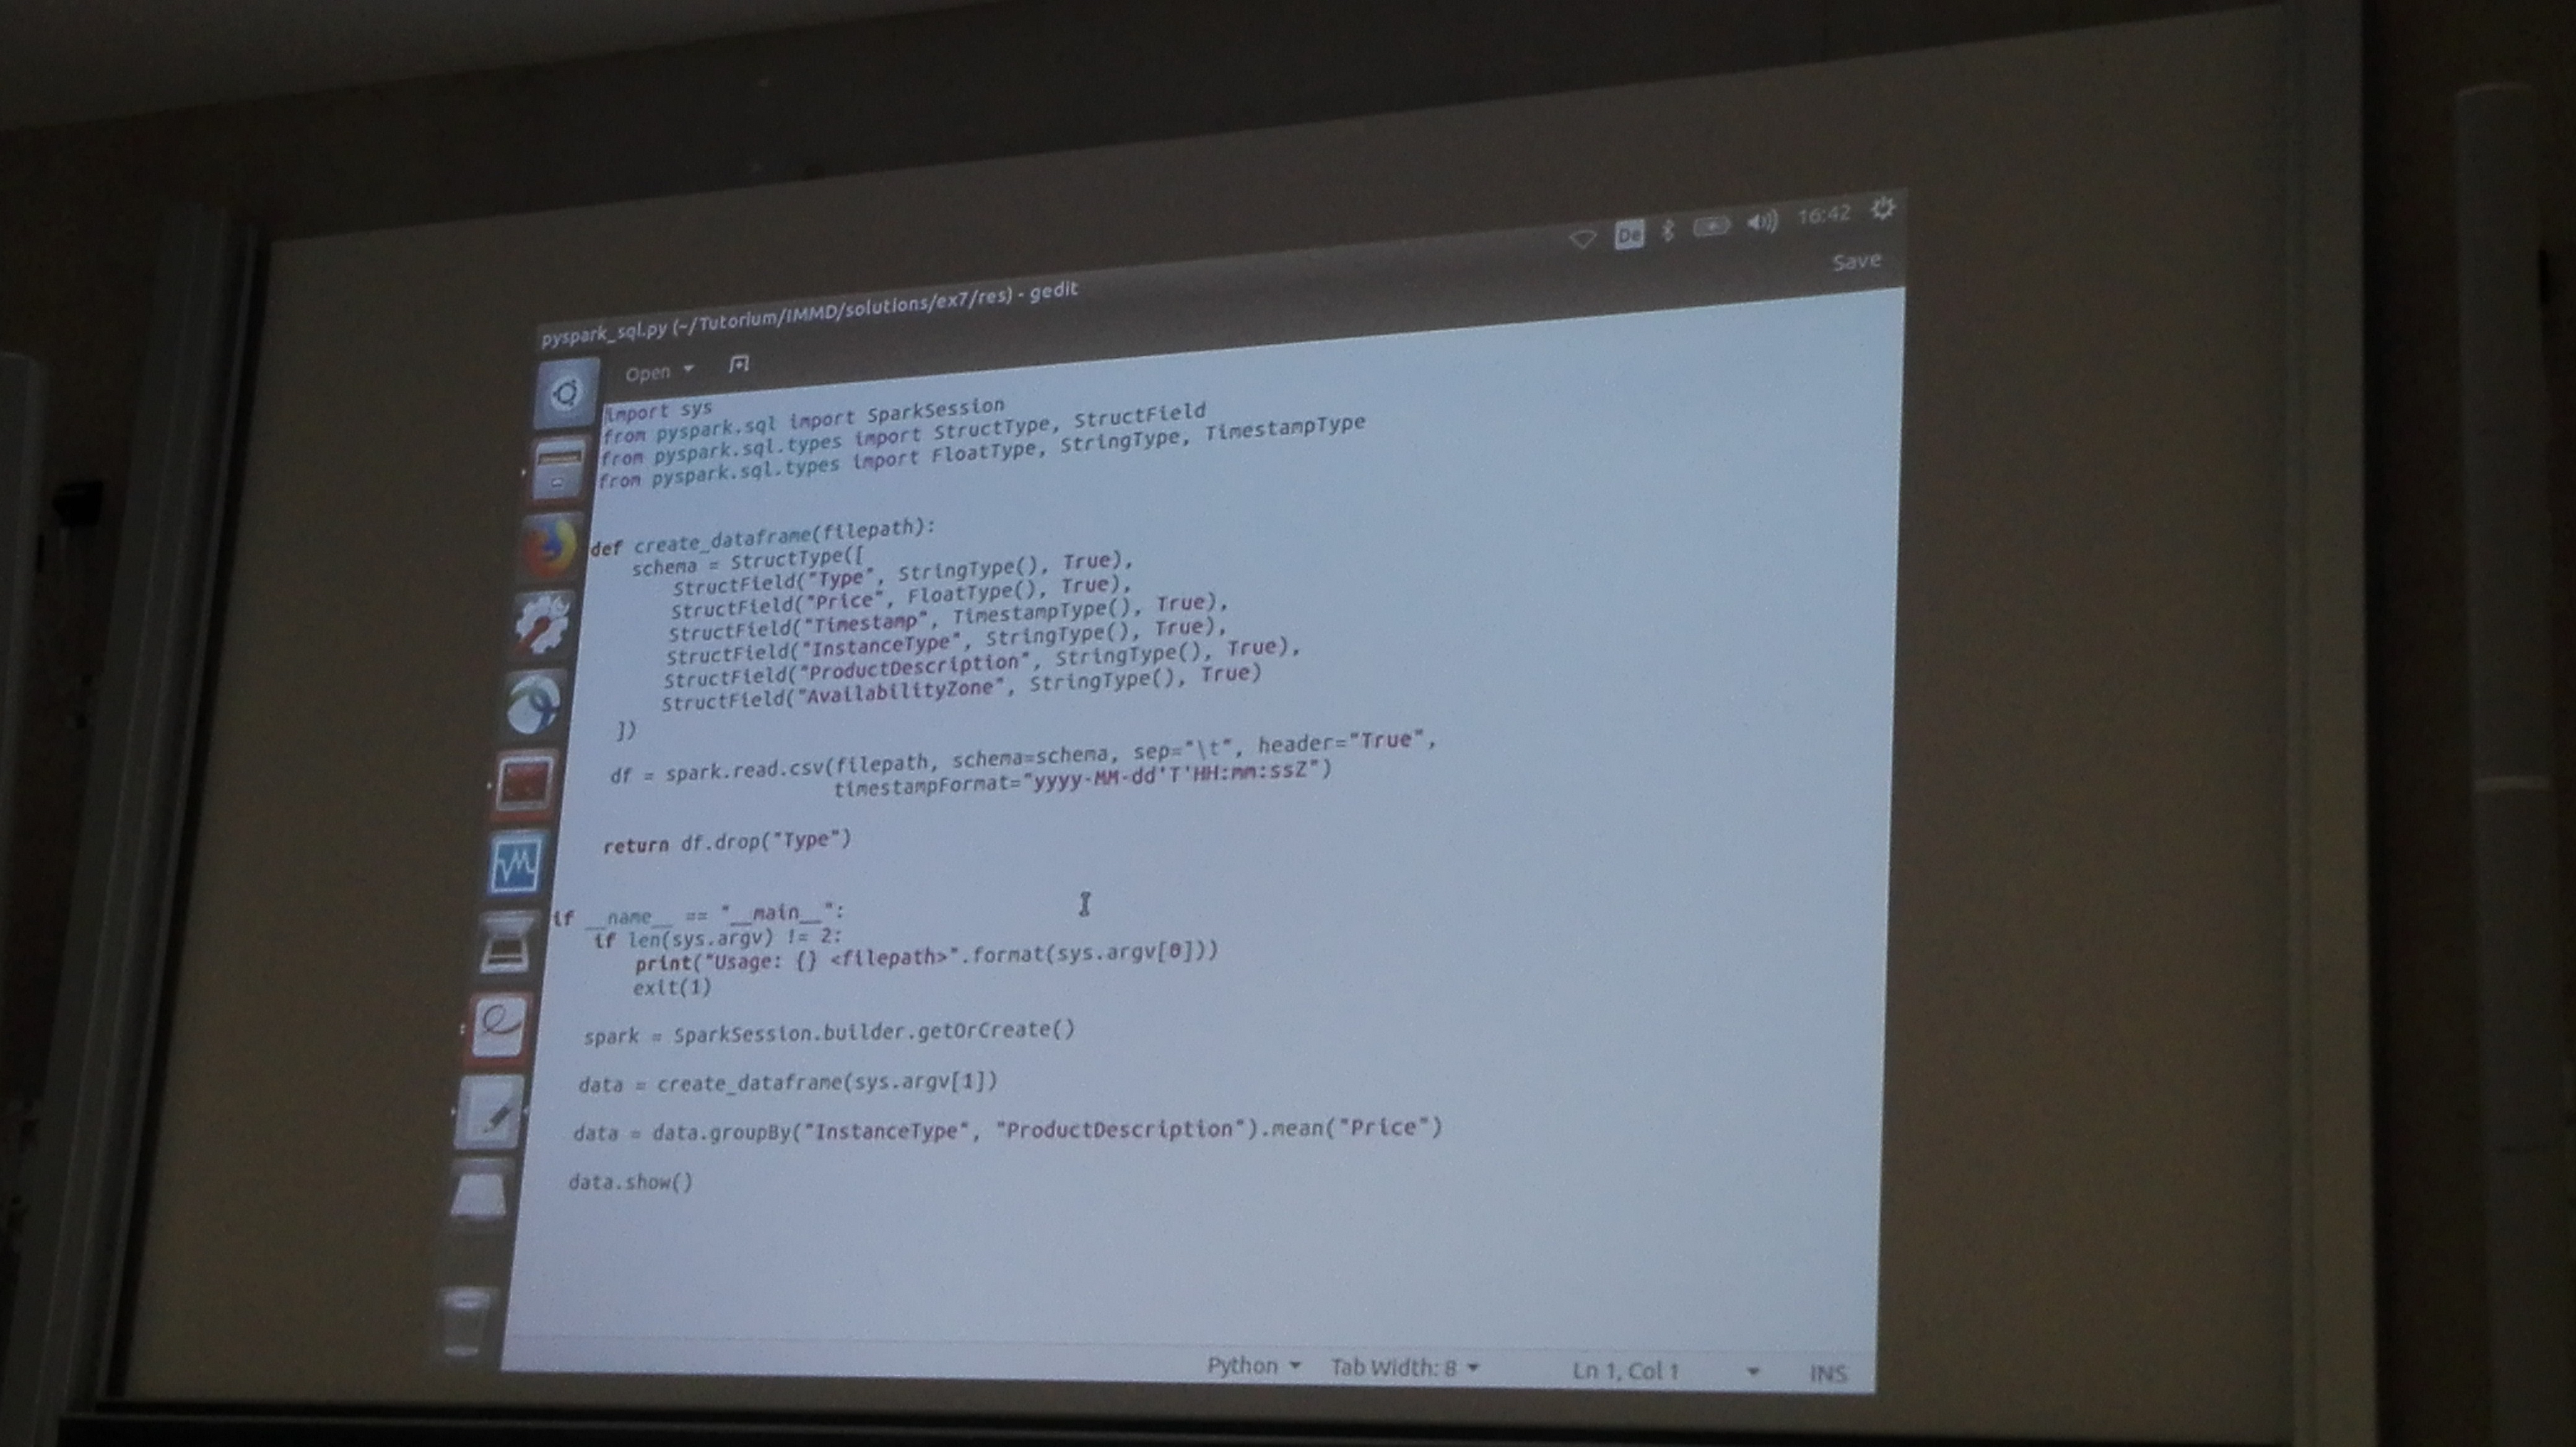 De 16:42
pyspark_sql.py (~/Tutorium/IMMD/solutions/ex7/res) - gedit
Open Save
import sys
from pyspark.sql import SparkSession
from pyspark.sql.types import StructType, StructField
from pyspark.sql.types import FloatType, StringType, TimestampType
def create_dataframe(filepath):
    schema = StructType([
        StructField("Type", StringType(), True),
        StructField("Price", FloatType(), True),
        StructField("Timestamp", TimestampType(), True),
        StructField("InstanceType", StringType(), True),
        StructField("ProductDescription", StringType(), True),
        StructField("AvailabilityZone", StringType(), True)
    ])
    df = spark.read.csv(filepath, schema=schema, sep="\t", header="True",
                        timestampFormat="yyyy-MM-dd'T'HH:mm:ssZ")
    return df.drop("Type")
if __name__ == "__main__":
    if len(sys.argv) != 2:
        print("Usage: {} <filepath>".format(sys.argv[0]))
        exit(1)
    spark = SparkSession.builder.getOrCreate()
    data = create_dataframe(sys.argv[1])
    data = data.groupBy("InstanceType", "ProductDescription").mean("Price")
    data.show()
Python Tab Width: 8 Ln 1, Col 1 INS